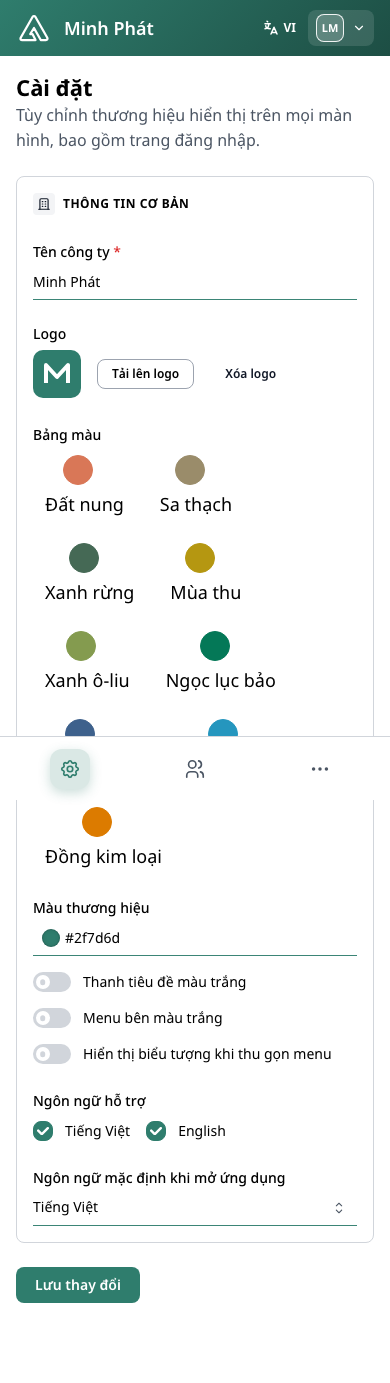 Minh Phát
VI
LM
Cài đặt
Tùy chỉnh thương hiệu hiển thị trên mọi màn
hình, bao gồm trang đăng nhập.
THÔNG TIN CƠ BẢN
Tên công ty *
Minh Phát
Logo
Tải lên logo
Xóa logo
Bảng màu
Đất nung
Sa thạch
Xanh rừng
Mùa thu
Xanh ô-liu
Ngọc lục bảo
Đồng kim loại
Màu thương hiệu
#2f7d6d
Thanh tiêu đề màu trắng
Menu bên màu trắng
Hiển thị biểu tượng khi thu gọn menu
Ngôn ngữ hỗ trợ
Tiếng Việt
English
Ngôn ngữ mặc định khi mở ứng dụng
Tiếng Việt
Lưu thay đổi